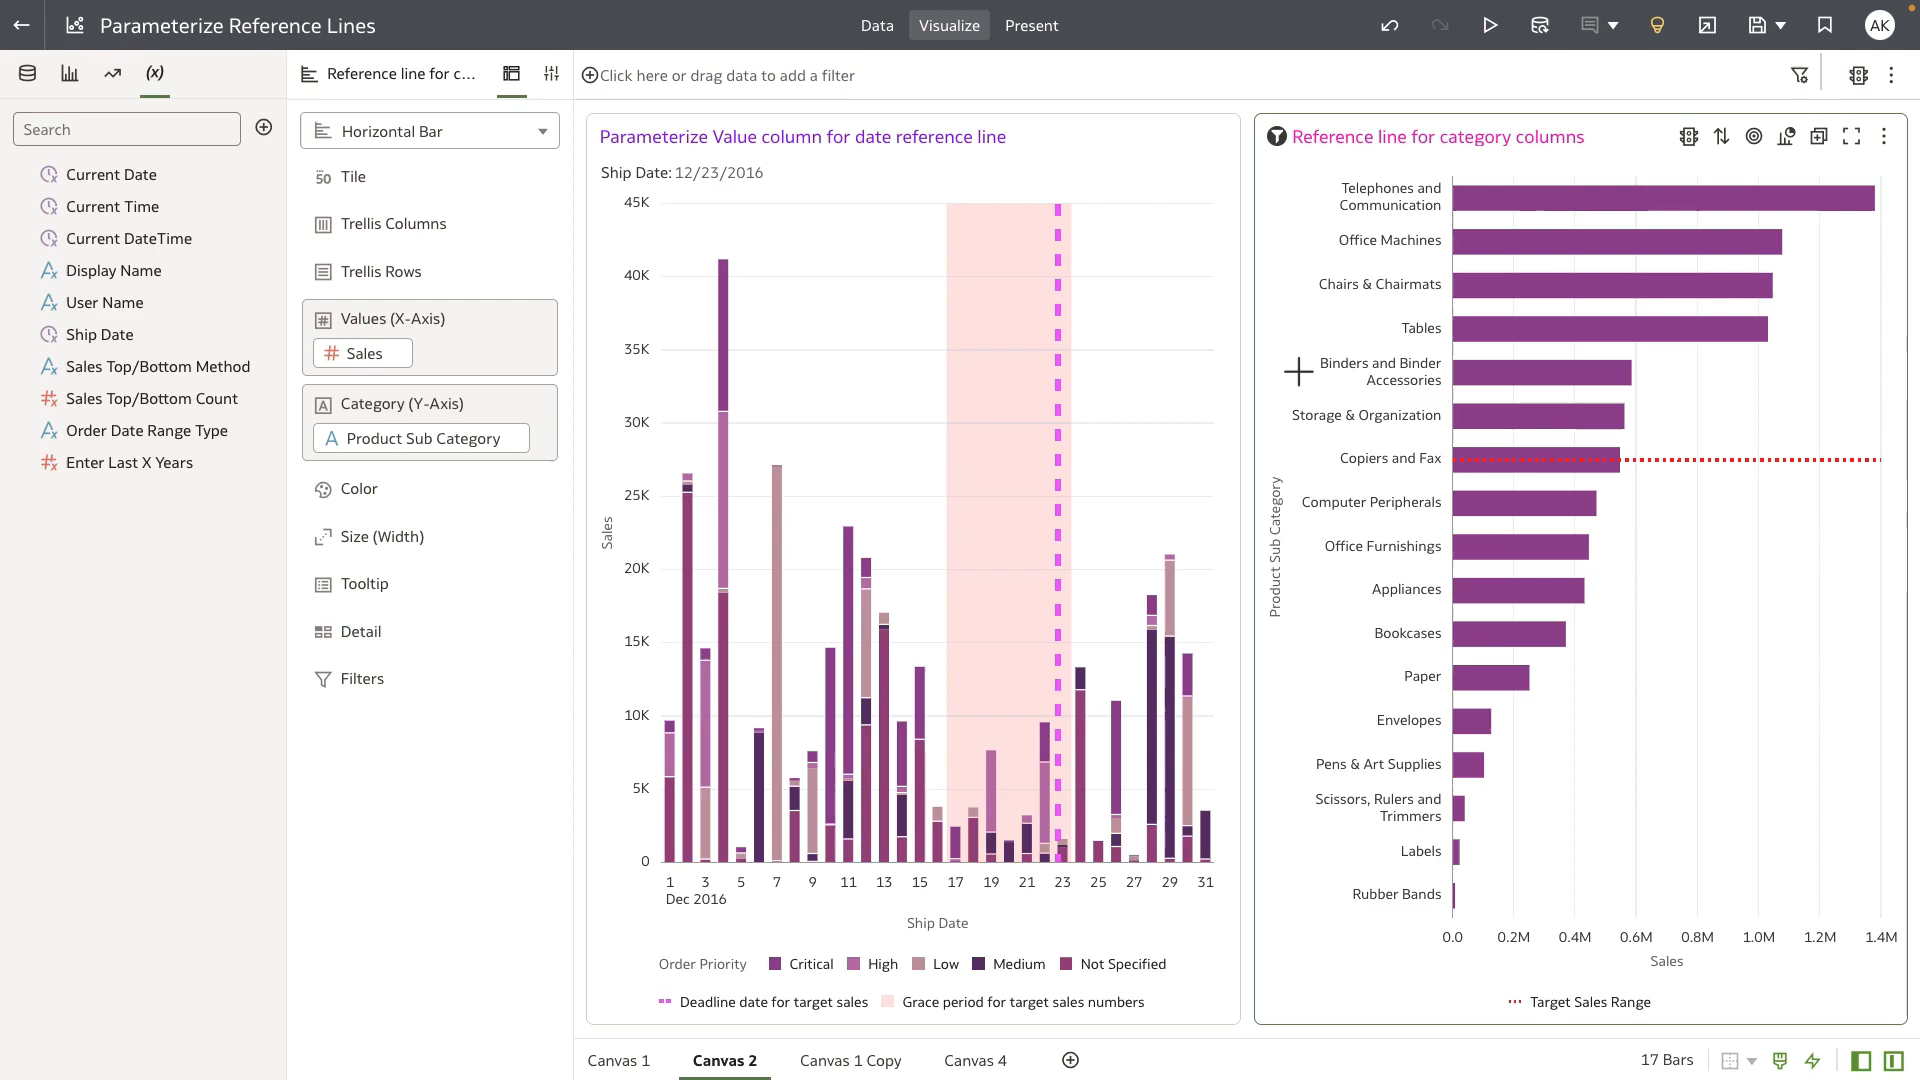 Parameterize Reference Lines
Data
Visualize
Present
AK
(x)
Reference line for c...
Click here or drag data to add a filter
Search
Current Date
Current Time
Current DateTime
Display Name
User Name
Ship Date
Sales Top/Bottom Method
Sales Top/Bottom Count
Order Date Range Type
Enter Last X Years
Horizontal Bar
50 Tile
Trellis Columns
Trellis Rows
Values (X-Axis)
# Sales
A Category (Y-Axis)
A Product Sub Category
Color
Size (Width)
Tooltip
Detail
Filters
Parameterize Value column for date reference line
Ship Date: 12/23/2016
45K
40K
35K
30K
25K
20K
15K
10K
5K
0
Sales
1 3 5 7 9 11 13 15 17 19 21 23 25 27 29 31
Dec 2016
Ship Date
Order Priority Critical High Low Medium Not Specified
Deadline date for target sales Grace period for target sales numbers
Reference line for category columns
Telephones and
Communication
Office Machines
Chairs & Chairmats
Tables
Binders and Binder
Accessories
Storage & Organization
Copiers and Fax
Computer Peripherals
Office Furnishings
Appliances
Bookcases
Paper
Envelopes
Pens & Art Supplies
Scissors, Rulers and
Trimmers
Labels
Rubber Bands
Product Sub Category
0.0 0.2M 0.4M 0.6M 0.8M 1.0M 1.2M 1.4M
Sales
Target Sales Range
Canvas 1
Canvas 2
Canvas 1 Copy
Canvas 4
17 Bars